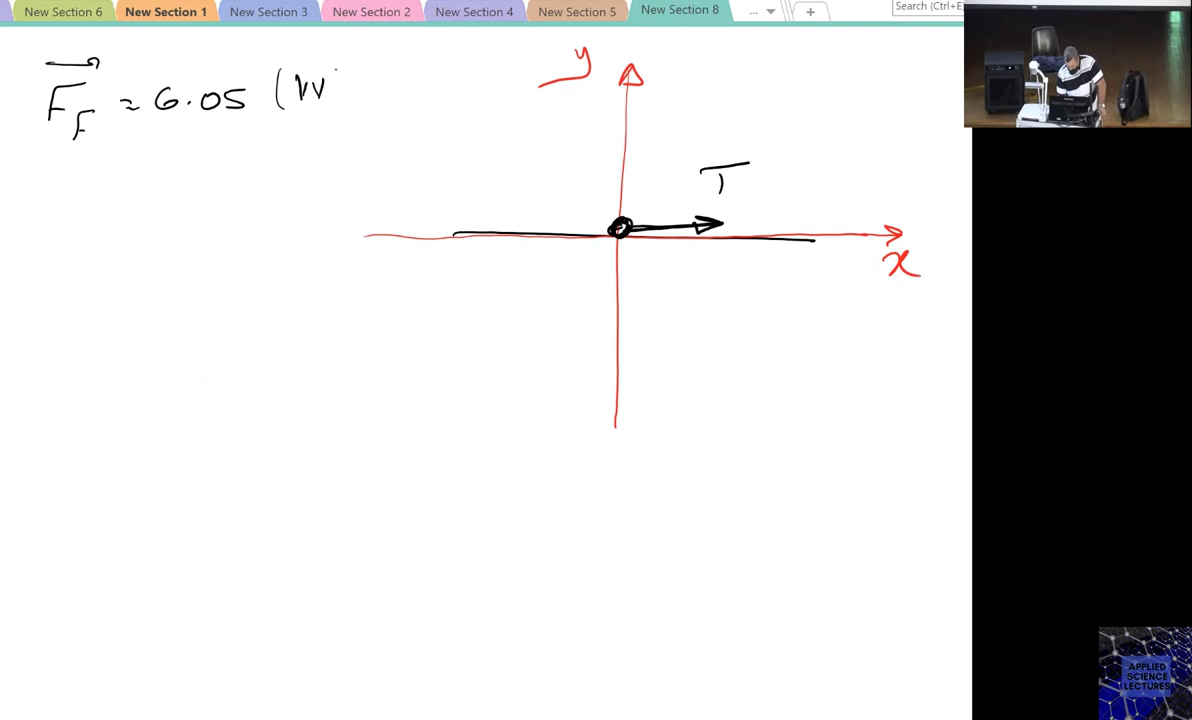 New Section 6 New Section 1 New Section 3 New Section 2 New Section 4 New Section 5 New Section 8 ... + Search (Ctrl+E)
F_F = 6.05 (
y
T
x
APPLIED
SCIENCE
LECTURES